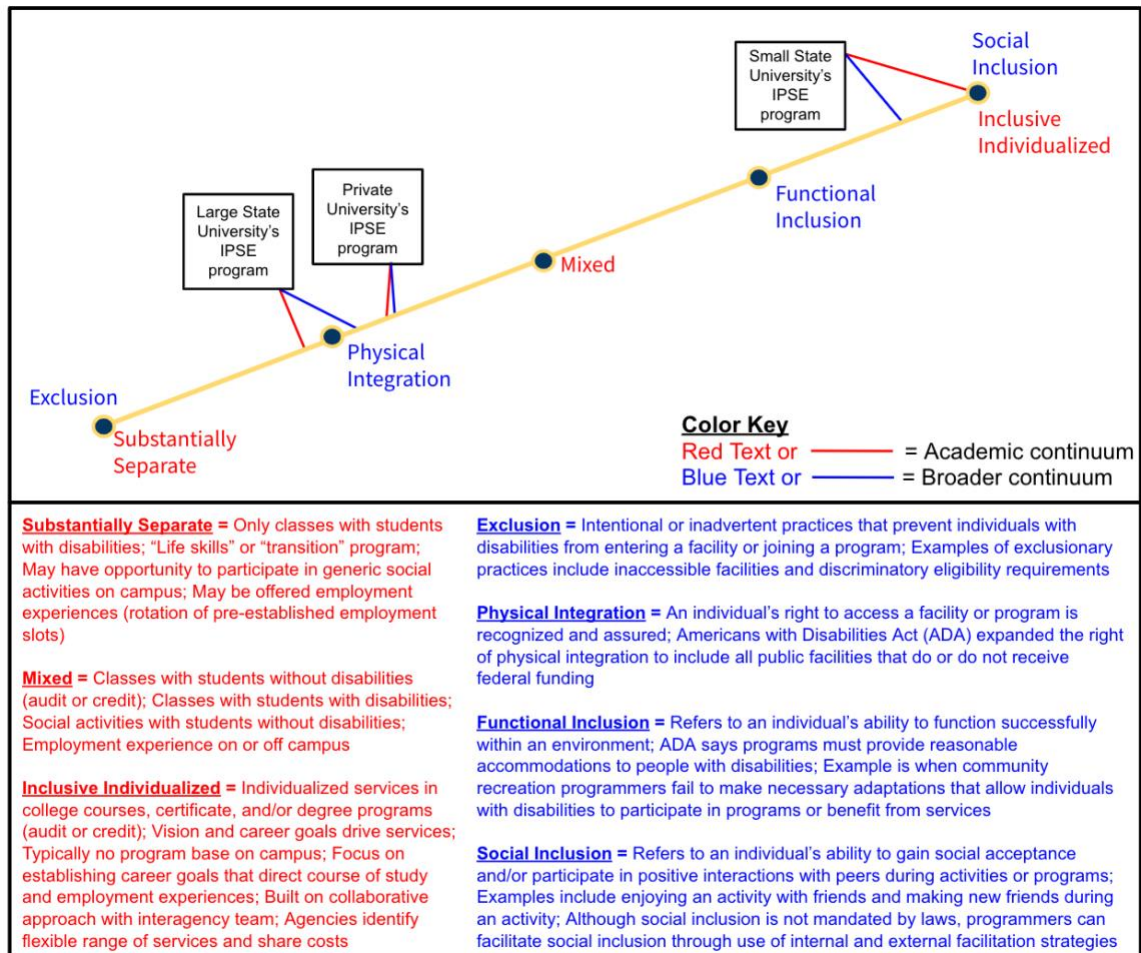 Social
Inclusion
Small State
University's
IPSE
program
Inclusive
Individualized
Private
University's
IPSE
program
Functional
Inclusion
Large State
University's
IPSE
program
Mixed
Physical
Integration
Exclusion
Substantially
Separate
Color Key
Red Text or = Academic continuum
Blue Text or = Broader continuum
Substantially Separate = Only classes with students
with disabilities; “Life skills” or “transition” program;
May have opportunity to participate in generic social
activities on campus; May be offered employment
experiences (rotation of pre-established employment
slots)
Mixed = Classes with students without disabilities
(audit or credit); Classes with students with disabilities;
Social activities with students without disabilities;
Employment experience on or off campus
Inclusive Individualized = Individualized services in
college courses, certificate, and/or degree programs
(audit or credit); Vision and career goals drive services;
Typically no program base on campus; Focus on
establishing career goals that direct course of study
and employment experiences; Built on collaborative
approach with interagency team; Agencies identify
flexible range of services and share costs
Exclusion = Intentional or inadvertent practices that prevent individuals with
disabilities from entering a facility or joining a program; Examples of exclusionary
practices include inaccessible facilities and discriminatory eligibility requirements
Physical Integration = An individual’s right to access a facility or program is
recognized and assured; Americans with Disabilities Act (ADA) expanded the right
of physical integration to include all public facilities that do or do not receive
federal funding
Functional Inclusion = Refers to an individual’s ability to function successfully
within an environment; ADA says programs must provide reasonable
accommodations to people with disabilities; Example is when community
recreation programmers fail to make necessary adaptations that allow individuals
with disabilities to participate in programs or benefit from services
Social Inclusion = Refers to an individual’s ability to gain social acceptance
and/or participate in positive interactions with peers during activities or programs;
Examples include enjoying an activity with friends and making new friends during
an activity; Although social inclusion is not mandated by laws, programmers can
facilitate social inclusion through use of internal and external facilitation strategies